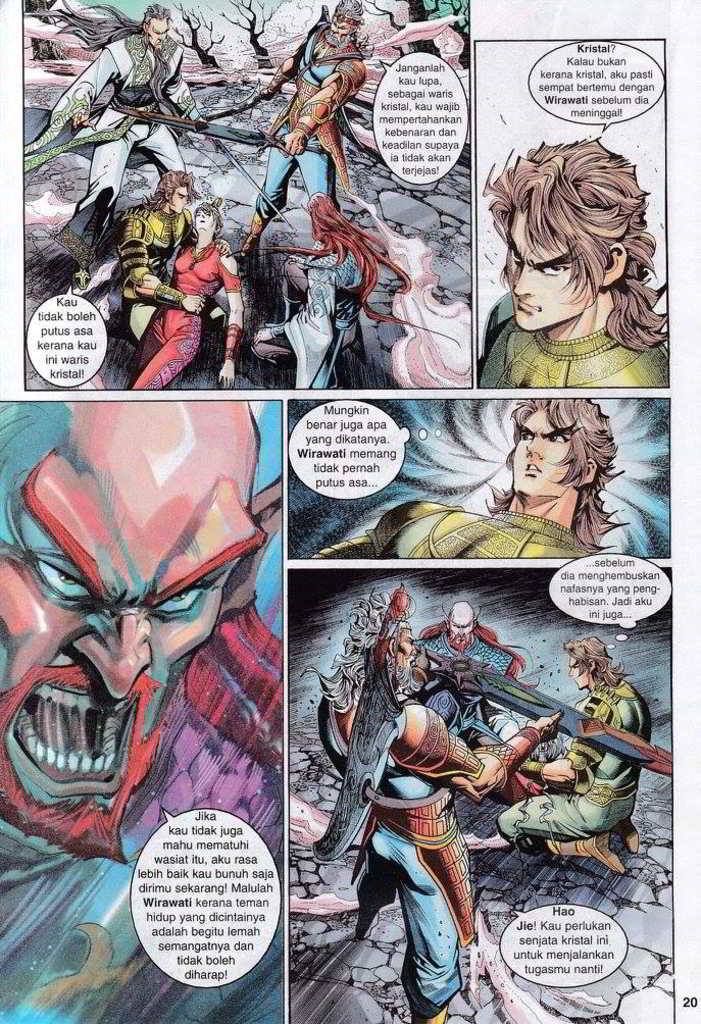 Janganlah
kau lupa,
sebagai waris
kristal, kau wajib
mempertahankan
kebenaran dan
keadilan supaya
ia tidak akan
terjejas!
Kau
tidak boleh
putus asa
kerana kau
ini waris
kristal!
Kristal?
Kalau bukan
kerana kristal, aku pasti
sempat bertemu dengan
Wirawati sebelum dia
meninggal!
Jika
kau tidak juga
mahu mematuhi
wasiat itu, aku rasa
lebih baik kau bunuh saja
dirimu sekarang! Malulah
Wirawati kerana teman
hidup yang dicintainya
adalah begitu lemah
semangatnya dan
tidak boleh
diharap!
Mungkin
benar juga apa
yang dikatanya.
Wirawati memang
tidak pernah
putus asa...
...sebelum
dia menghembuskan
nafasnya yang peng-
habisan. Jadi aku
ini juga...
Hao
Jie! Kau perlukan
senjata kristal ini
untuk menjalankan
tugasmu nanti!
20